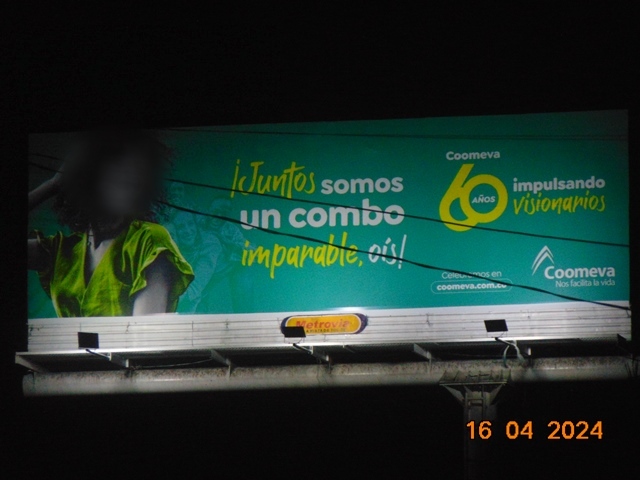 ¡Juntos somos
un combo
imparable, oís!
Coomeva
60 AÑOS
impulsando
visionarios
Celebremos en
coomeva.com.co
Coomeva
Nos facilita la vida
Metrovía
16 04 2024